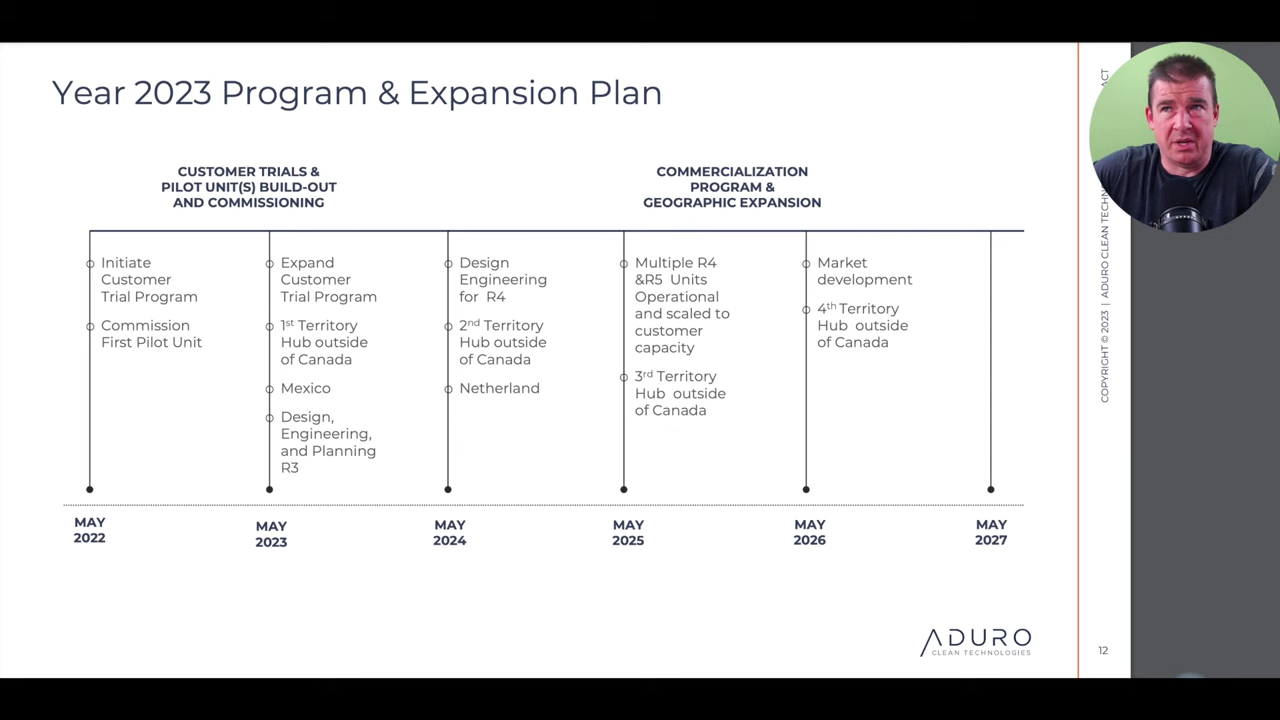 Year 2023 Program & Expansion Plan
CUSTOMER TRIALS &
PILOT UNIT(S) BUILD-OUT
AND COMMISSIONING
COMMERCIALIZATION
PROGRAM &
GEOGRAPHIC EXPANSION
Initiate
Customer
Trial Program
Commission
First Pilot Unit
Expand
Customer
Trial Program
1st Territory
Hub outside
of Canada
Mexico
Design,
Engineering,
and Planning
R3
Design
Engineering
for R4
2nd Territory
Hub outside
of Canada
Netherland
Multiple R4
&R5 Units
Operational
and scaled to
customer
capacity
3rd Territory
Hub outside
of Canada
Market
development
4th Territory
Hub outside
of Canada
MAY
2022
MAY
2023
MAY
2024
MAY
2025
MAY
2026
MAY
2027
ADURO
CLEAN TECHNOLOGIES
12
COPYRIGHT © 2023 | ADURO CLEAN